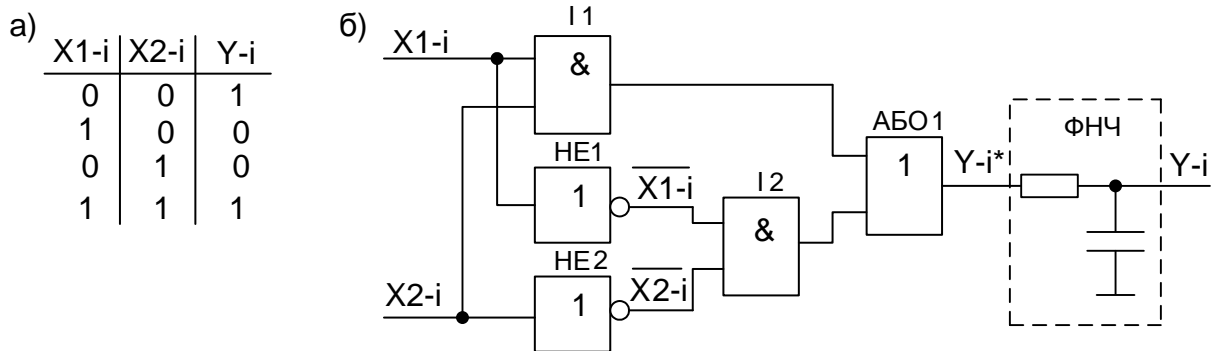 а)
X1-i X2-i Y-i
0 0 1
1 0 0
0 1 0
1 1 1
б)
X1-i
I 1
&
АБО1
1
ФНЧ
Y-i*
Y-i
НЕ1
1
X1-i
I 2
&
НЕ2
1
X2-i
X2-i